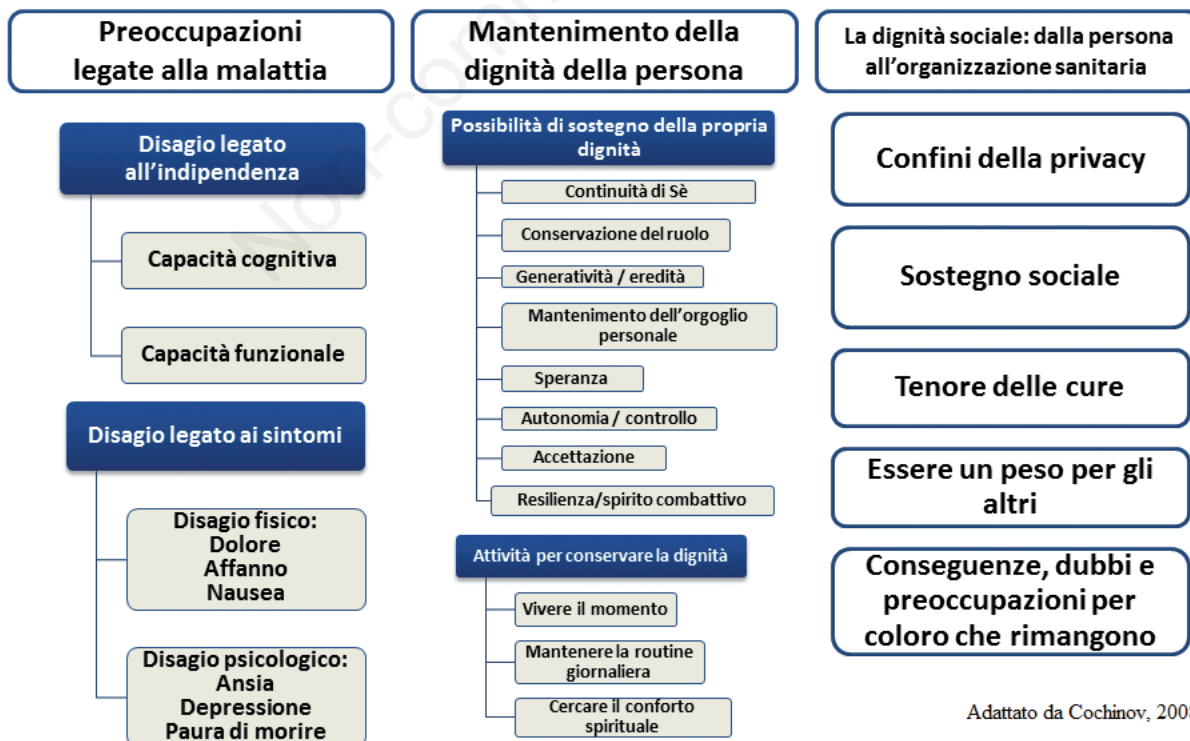 Preoccupazioni
legate alla malattia
Disagio legato
all'indipendenza
Capacità cognitiva
Capacità funzionale
Disagio legato ai sintomi
Disagio fisico:
Dolore
Affanno
Nausea
Disagio psicologico:
Ansia
Depressione
Paura di morire
Mantenimento della
dignità della persona
Possibilità di sostegno della propria
dignità
Continuità di Sè
Conservazione del ruolo
Generatività / eredità
Mantenimento dell'orgoglio
personale
Speranza
Autonomia / controllo
Accettazione
Resilienza/spirito combattivo
Attività per conservare la dignità
Vivere il momento
Mantenere la routine
giornaliera
Cercare il conforto
spirituale
La dignità sociale: dalla persona
all'organizzazione sanitaria
Confini della privacy
Sostegno sociale
Tenore delle cure
Essere un peso per gli
altri
Conseguenze, dubbi e
preoccupazioni per
coloro che rimangono
Adattato da Cochinov,
Non-com